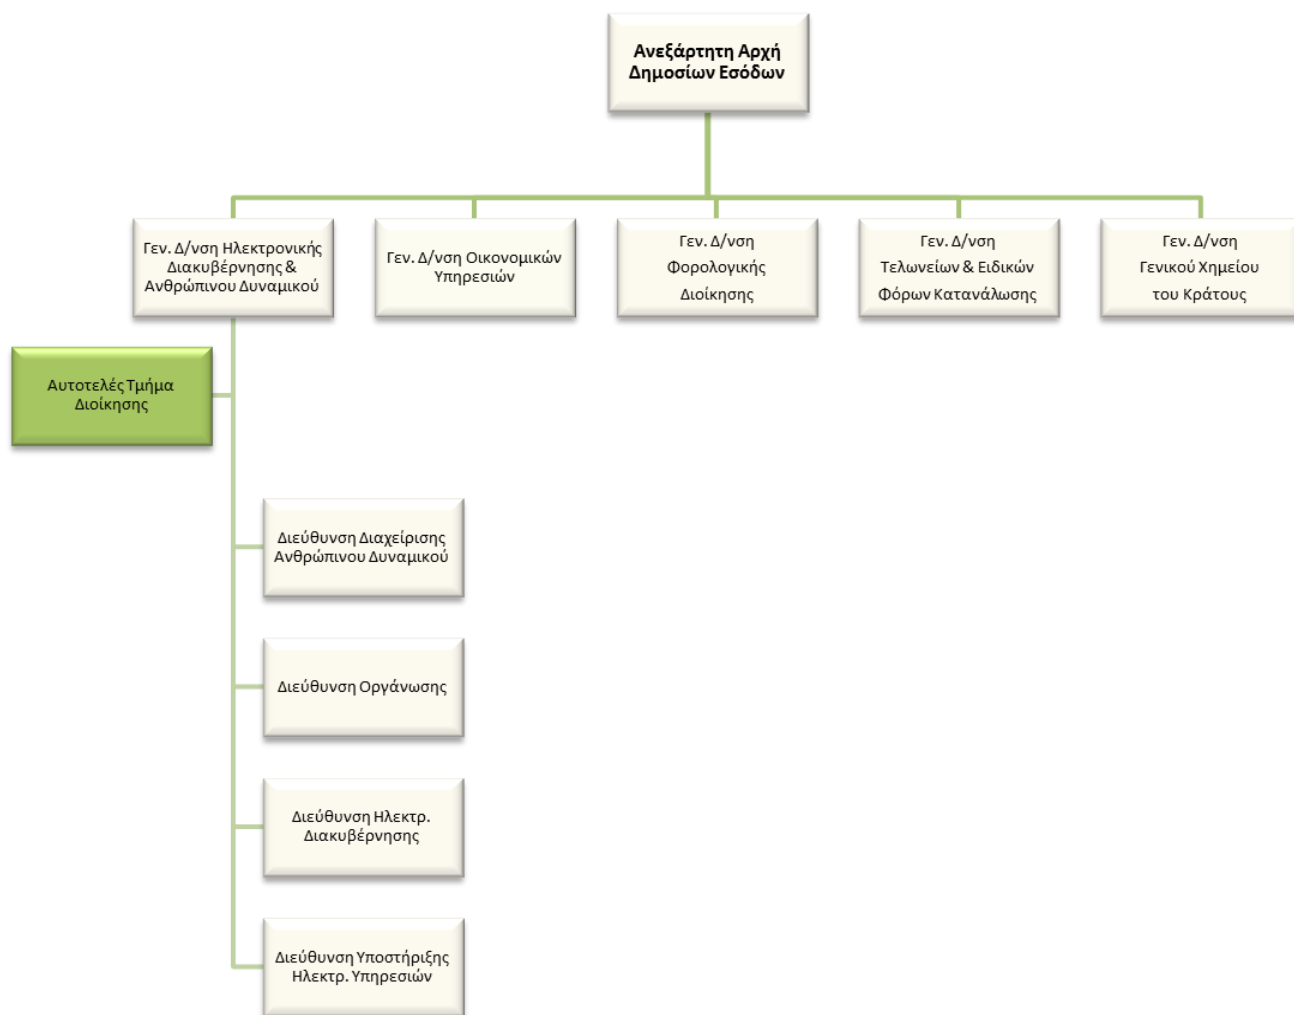 Ανεξάρτητη Αρχή
Δημοσίων Εσόδων
Γεν. Δ/νση Ηλεκτρονικής
Διακυβέρνησης &
Ανθρώπινου Δυναμικού
Γεν. Δ/νση Οικονομικών
Υπηρεσιών
Γεν. Δ/νση
Φορολογικής
Διοίκησης
Γεν. Δ/νση
Τελωνείων & Ειδικών
Φόρων Κατανάλωσης
Γεν. Δ/νση
Γενικού Χημείου
του Κράτους
Αυτοτελές Τμήμα
Διοίκησης
Διεύθυνση Διαχείρισης
Ανθρώπινου Δυναμικού
Διεύθυνση Οργάνωσης
Διεύθυνση Ηλεκτρ.
Διακυβέρνησης
Διεύθυνση Υποστήριξης
Ηλεκτρ. Υπηρεσιών